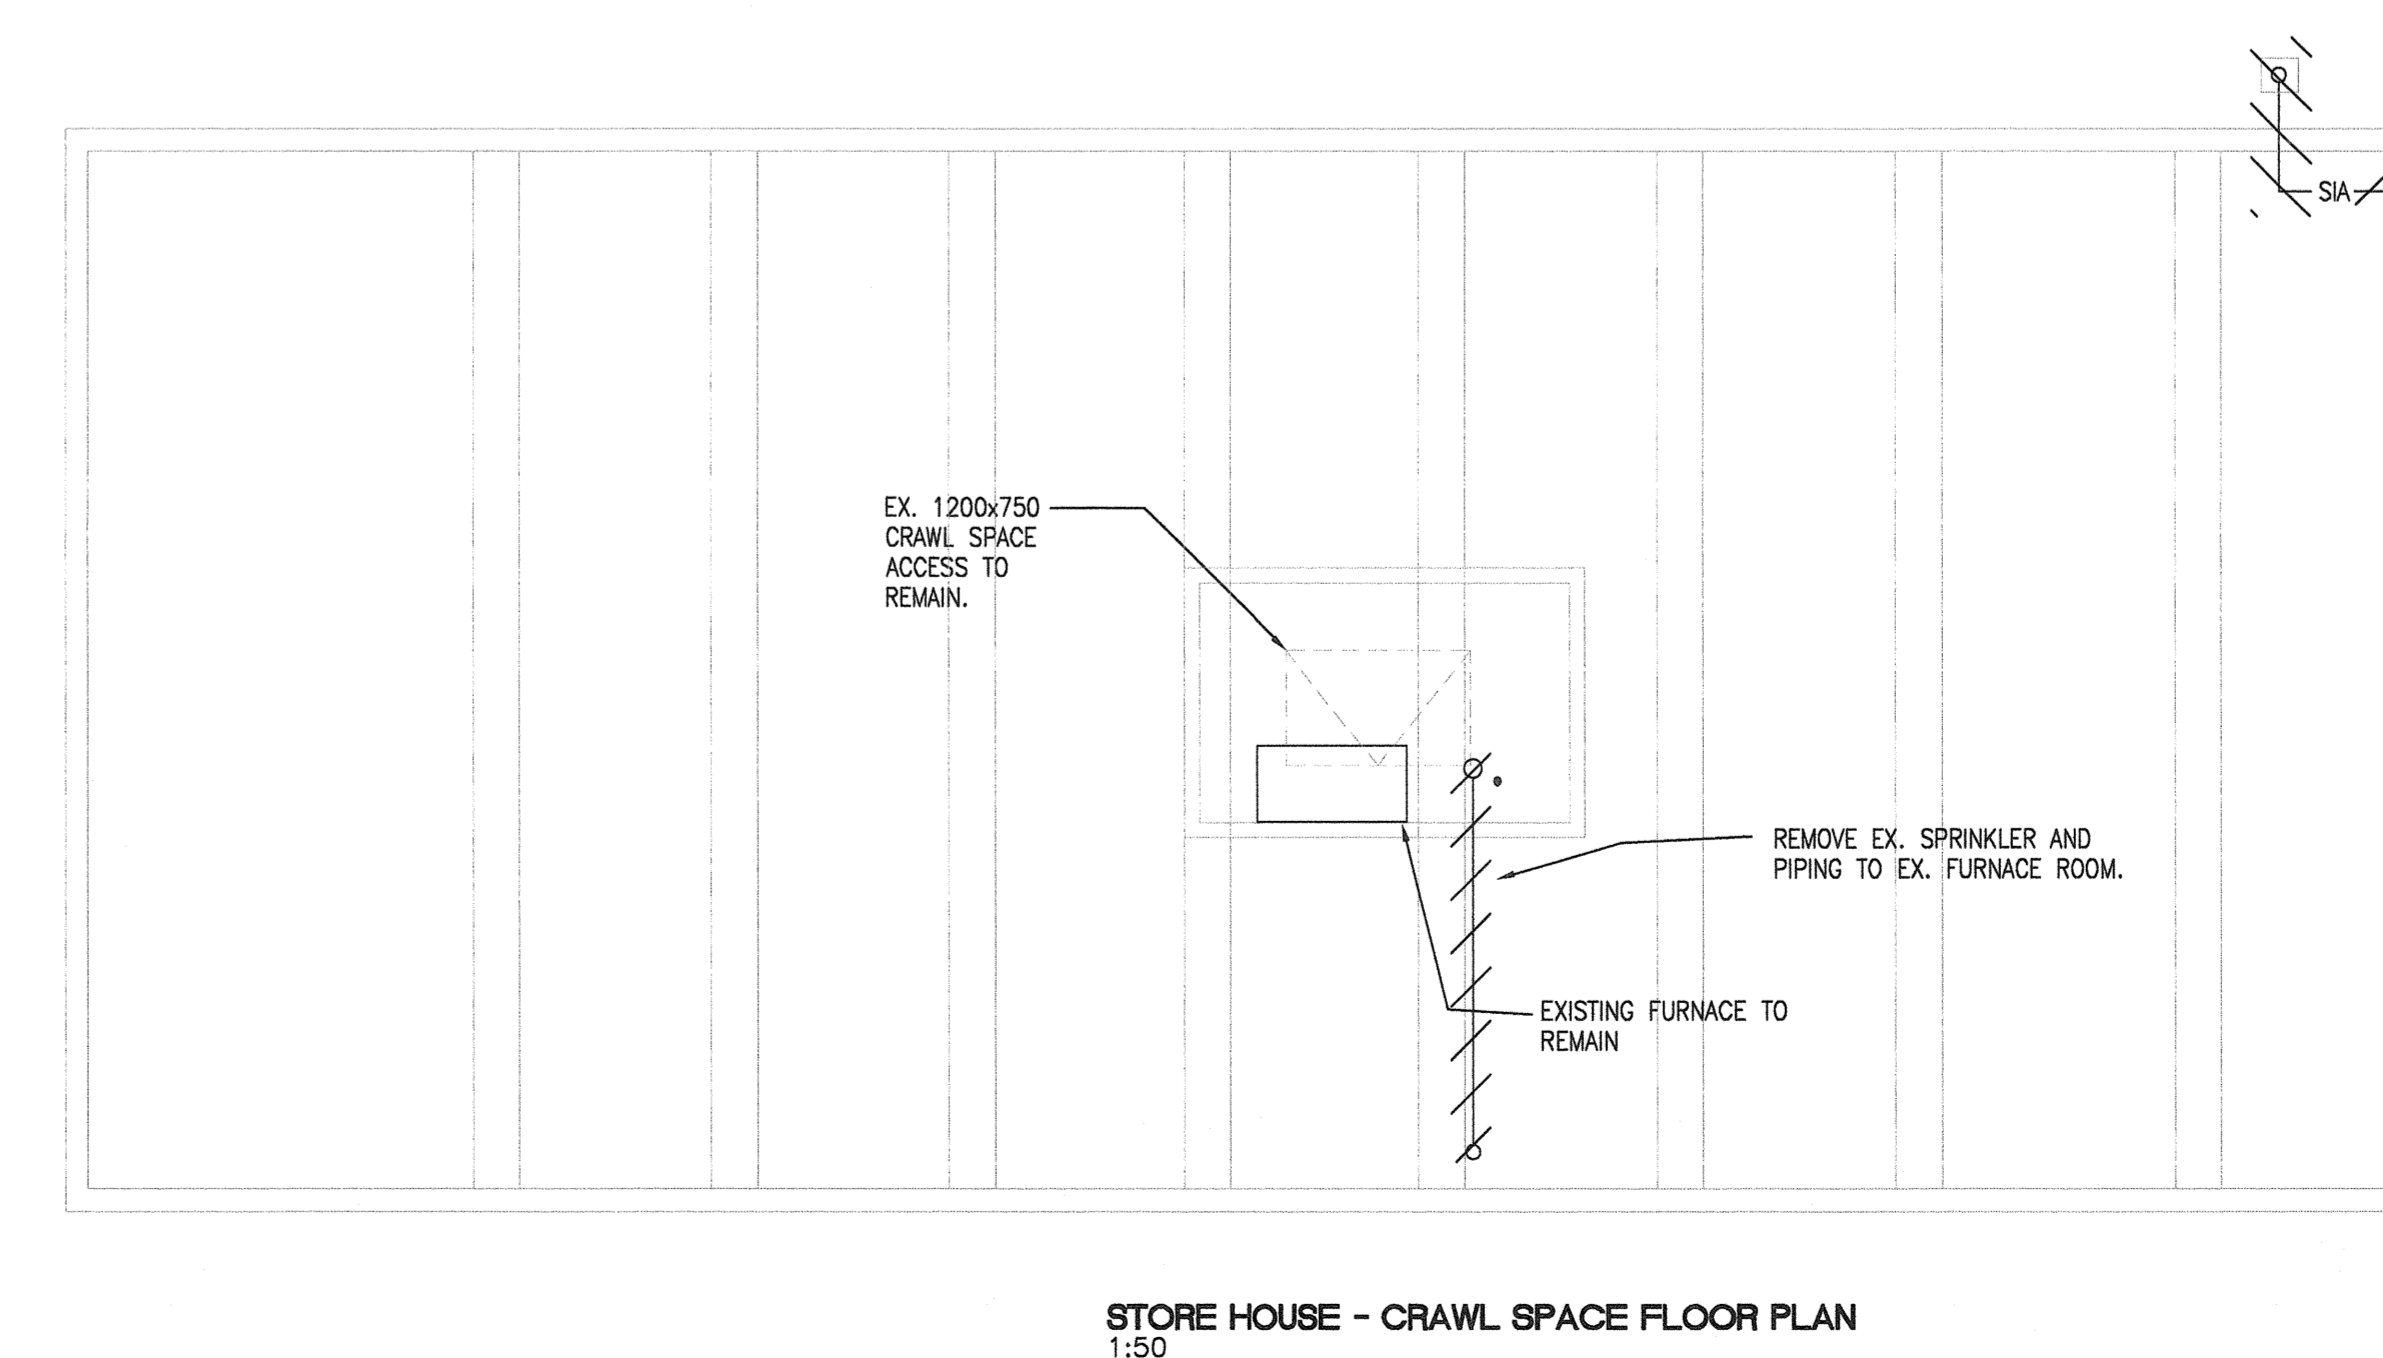 SIA
EX. 1200x750
CRAWL SPACE
ACCESS TO
REMAIN.
REMOVE EX. SPRINKLER AND
PIPING TO EX. FURNACE ROOM.
EXISTING FURNACE TO
REMAIN
STORE HOUSE - CRAWL SPACE FLOOR PLAN
1:50